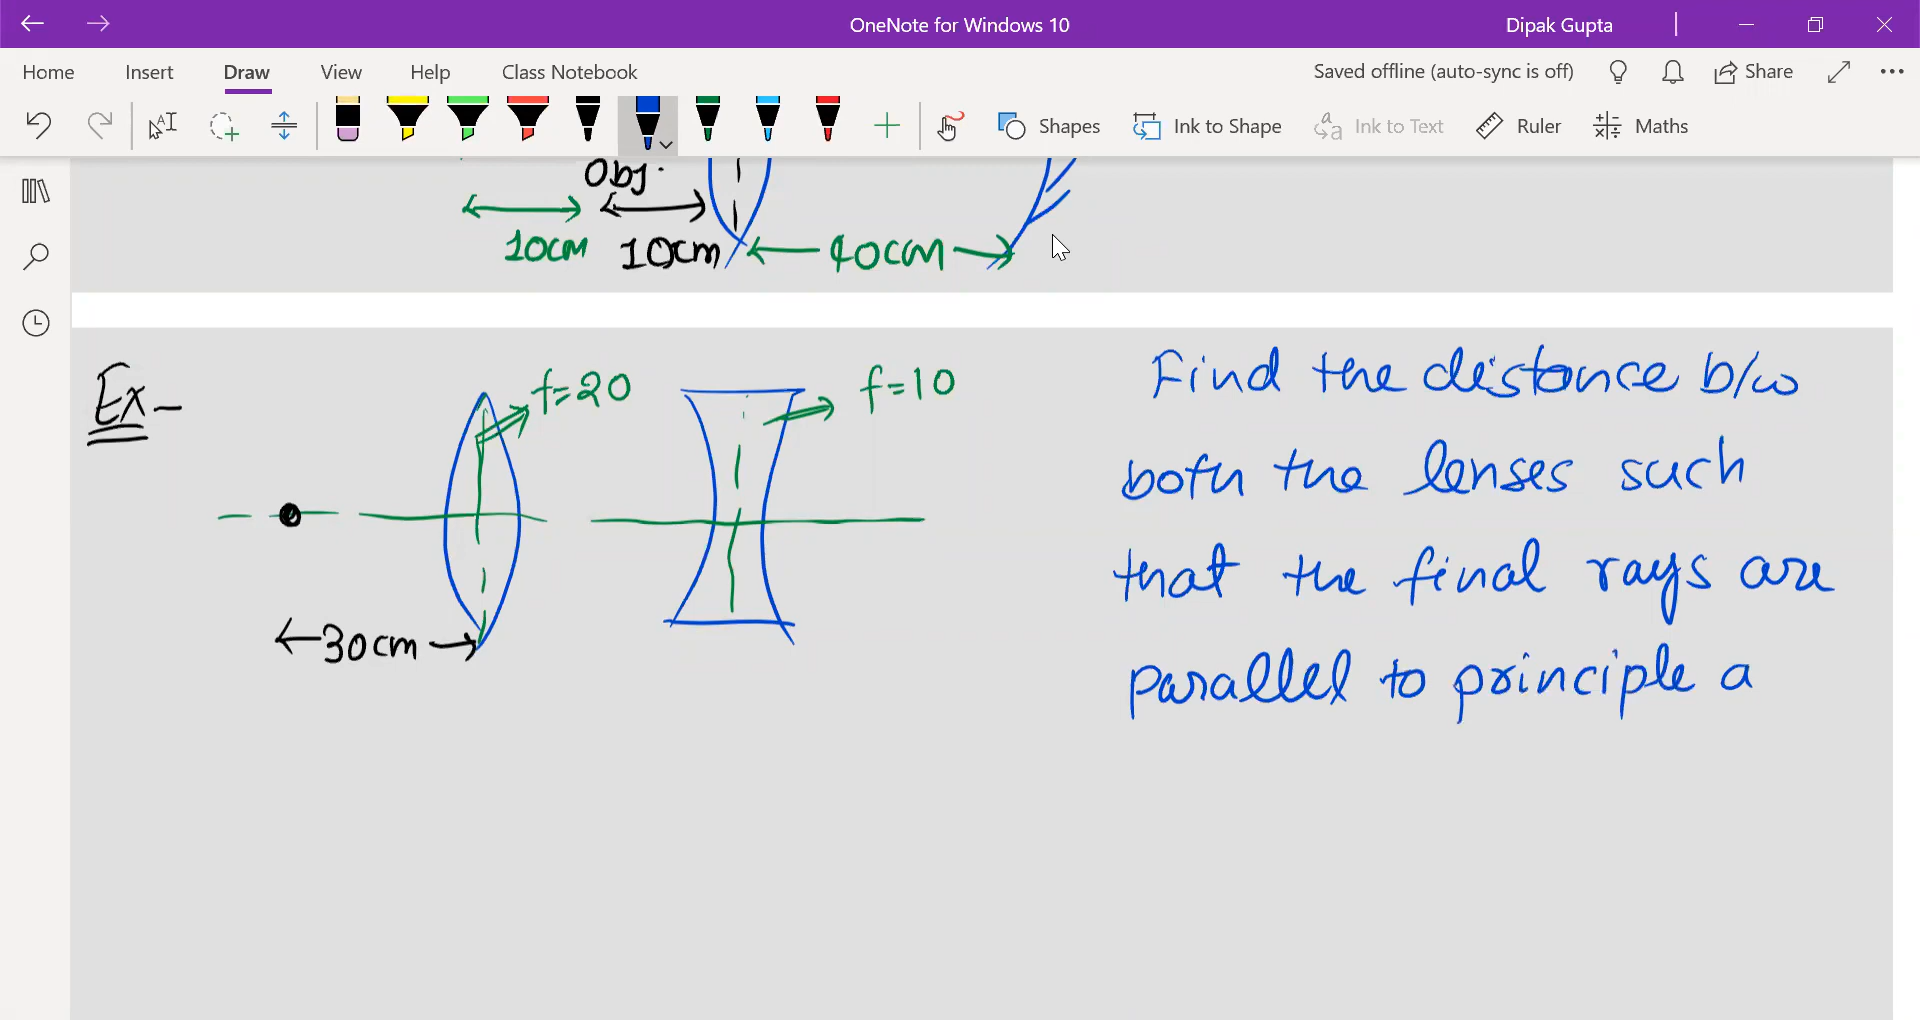 OneNote for Windows 10
Dipak Gupta
Home Insert Draw View Help Class Notebook
Saved offline (auto-sync is off)
Share
Shapes
Ink to Shape
Ink to Text
Ruler
Maths
Obj.
10cm 10cm 40cm
Ex-
f=20
f=10
30cm
Find the distance b/w
both the lenses such
that the final rays are
parallel to principle a